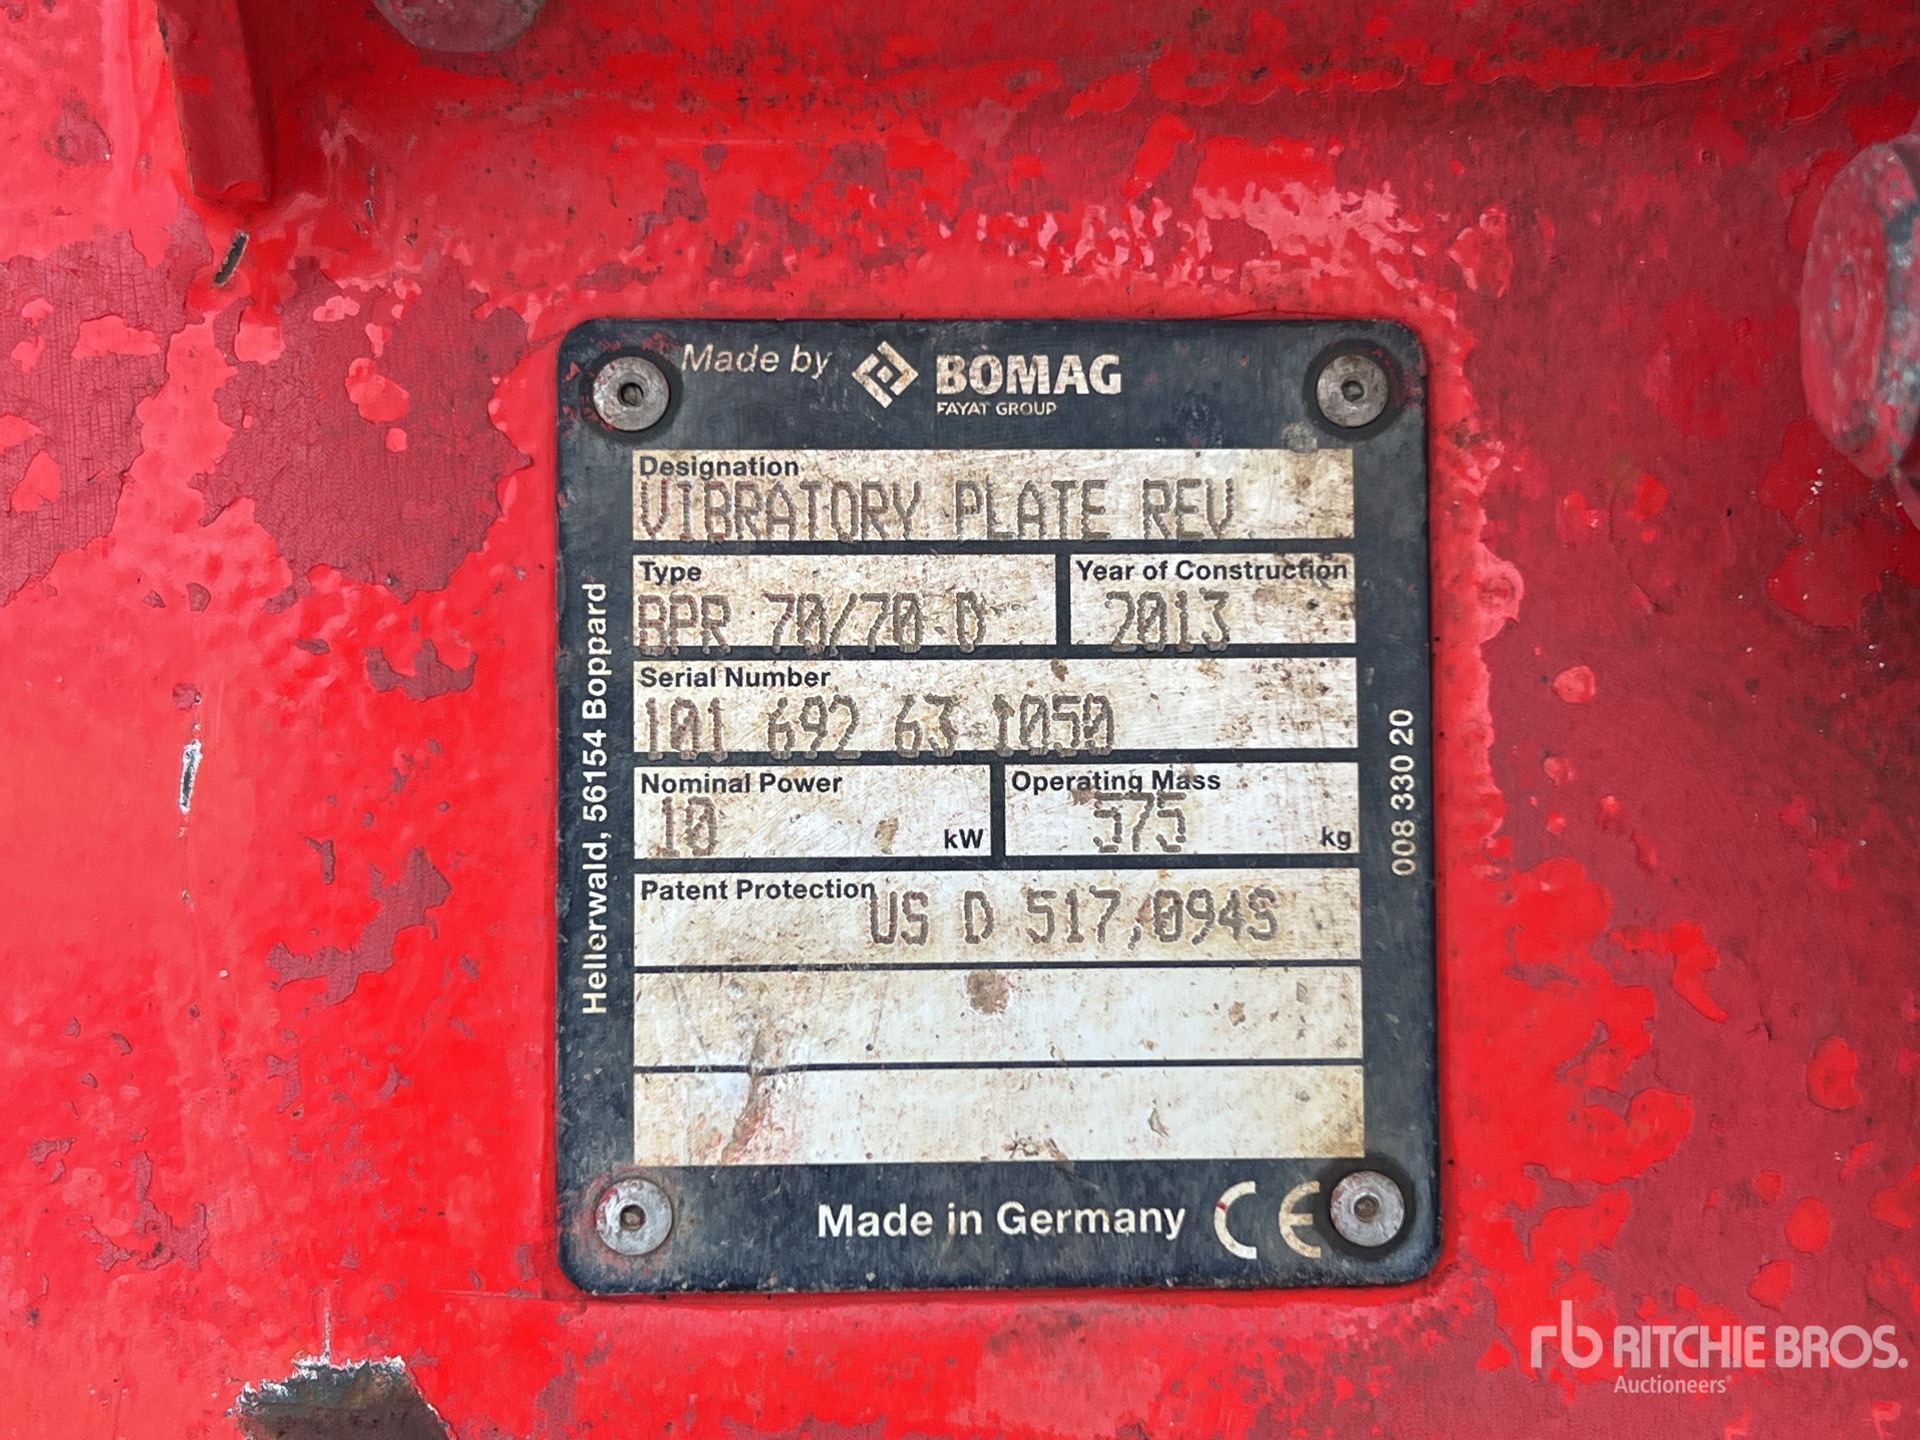 Made by BOMAG
FAYAT GROUP
Designation
VIBRATORY PLATE REV.
Type
BPR 70/70 D
Year of Construction
2013
Serial Number
101 692 63 1050
Nominal Power
10 kW
Operating Mass
575 kg
Patent Protection
US D 517,094S
Made in Germany CE
Hellerwald, 56154 Boppard
008 330 20
rb RITCHIE BROS.
Auctioneers